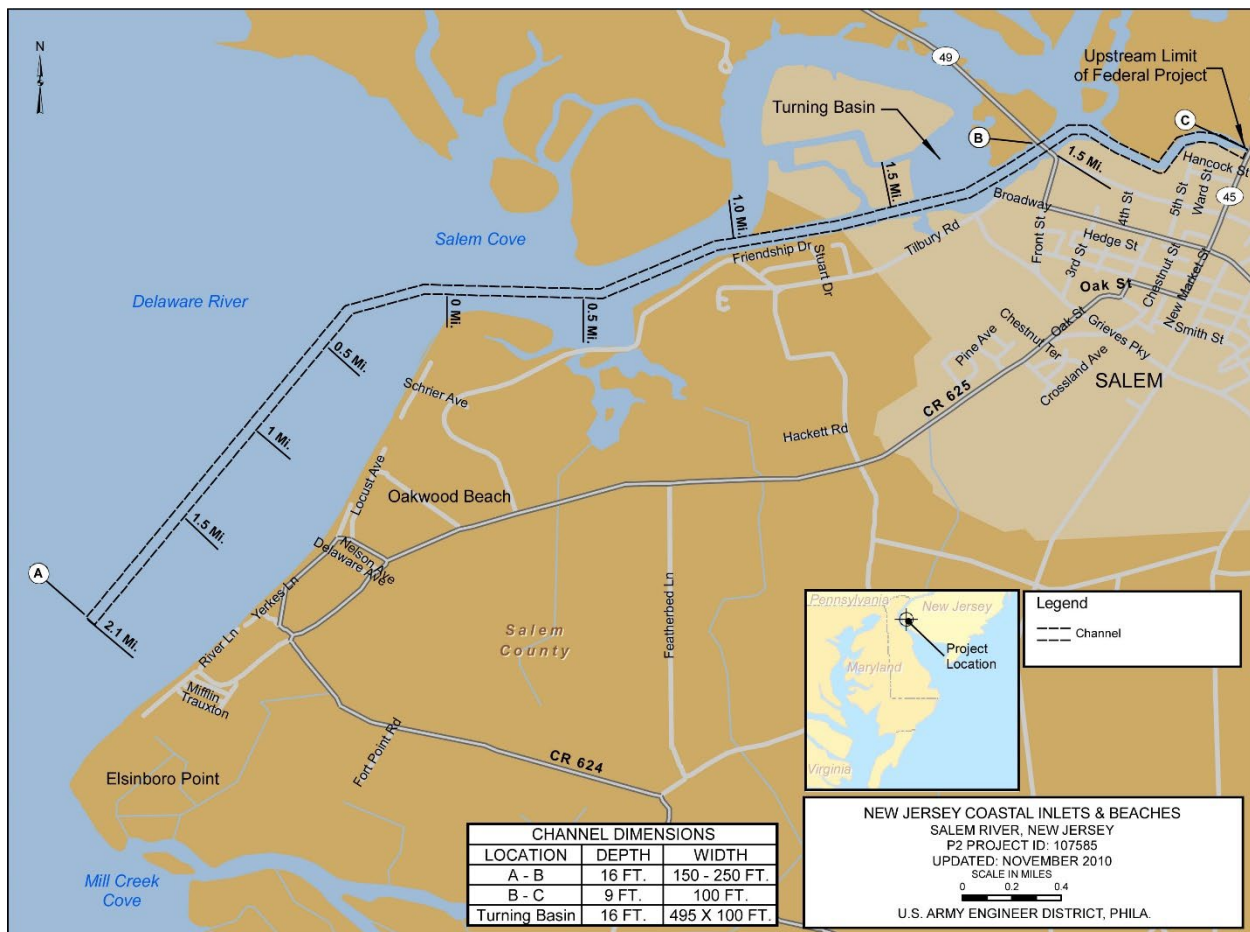 N
49
Upstream Limit
of Federal Project
Turning Basin
B
C
1.5 Mi.
Hancock St
1.5 Mi.
Ward St
5th St
4th St
45
Broadway
1.0 Mi.
Front St
Hedge St
3rd St
Salem Cove
Friendship Dr
Stuart Dr
Tilbury Rd
Chestnut St
New Market St
Delaware River
Oak St
0 Mi.
0.5 Mi.
Oak St
Grieves Pky
Smith St
Chestnut Ter
Pine Ave
Crossland Ave
0.5 Mi.
SALEM
Schrier Ave
CR 625
1 Mi.
Hackett Rd
Locust Ave
Oakwood Beach
1.5 Mi.
Nelson Ave
Delaware Ave
A
Yerkes Ln
2.1 Mi.
River Ln
Salem
County
Featherbed Ln
Mifflin
Trauxton
Fort Point Rd
CR 624
Elsinboro Point
Mill Creek
Cove
Pennsylvania
New Jersey
Project
Location
Maryland
Virginia
Legend
Channel
CHANNEL DIMENSIONS
LOCATION DEPTH WIDTH
A - B 16 FT. 150 - 250 FT.
B - C 9 FT. 100 FT.
Turning Basin 16 FT. 495 X 100 FT.
NEW JERSEY COASTAL INLETS & BEACHES
SALEM RIVER, NEW JERSEY
P2 PROJECT ID: 107585
UPDATED: NOVEMBER 2010
SCALE IN MILES
0 0.2 0.4
U.S. ARMY ENGINEER DISTRICT, PHILA.